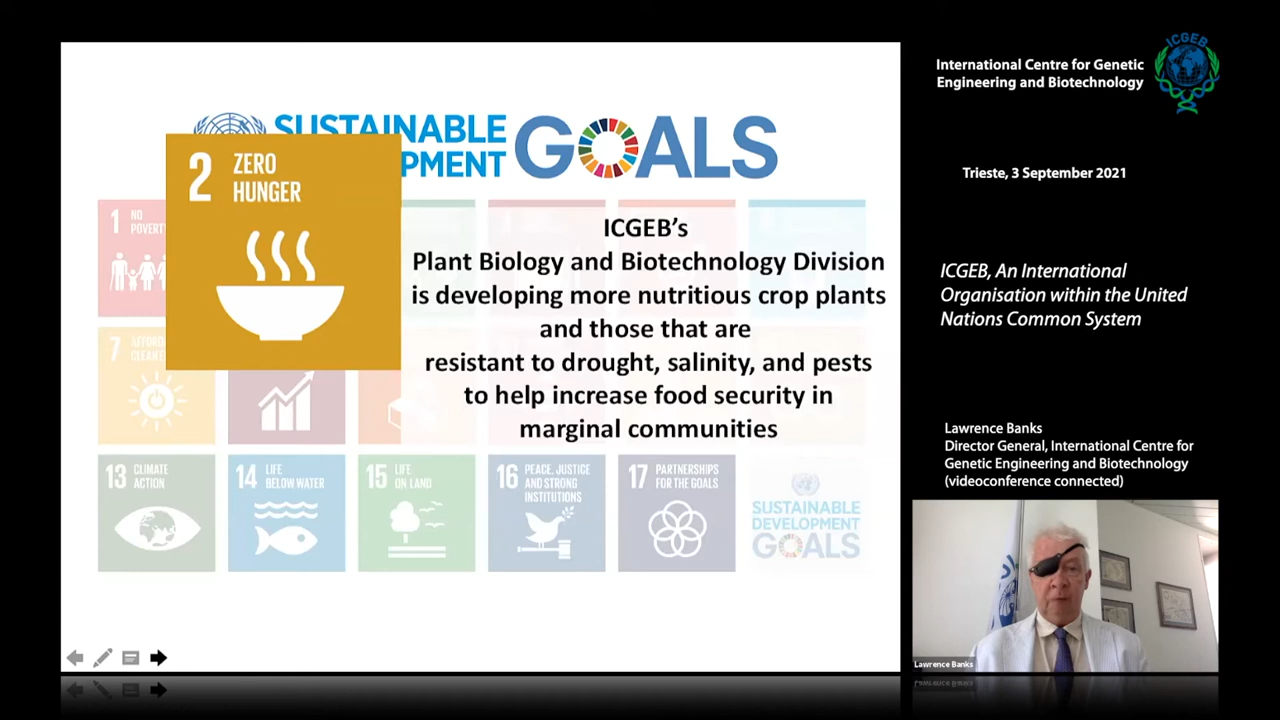 SUSTAINABLE
PMENT
GOALS
2 ZERO
HUNGER
1 NO
POVERT
ICGEB's
Plant Biology and Biotechnology Division
is developing more nutritious crop plants
and those that are
resistant to drought, salinity, and pests
to help increase food security in
marginal communities
7 AFFORD
CLEAN
13 CLIMATE
ACTION
14 LIFE
BELOW WATER
15 LIFE
ON LAND
16 PEACE, JUSTICE
AND STRONG
INSTITUTIONS
17 PARTNERSHIPS
FOR THE GOALS
SUSTAINABLE
DEVELOPMENT
GOALS
International Centre for Genetic
Engineering and Biotechnology
ICGEB
Trieste, 3 September 2021
ICGEB, An International
Organisation within the United
Nations Common System
Lawrence Banks
Director General, International Centre for
Genetic Engineering and Biotechnology
(videoconference connected)
Lawrence Banks